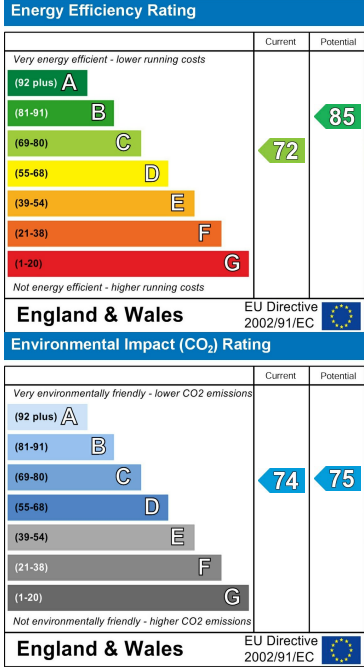 Energy Efficiency Rating
Current Potential
Very energy efficient - lower running costs
(92 plus) A
(81-91) B
85
(69-80) C
72
(55-68) D
(39-54) E
(21-38) F
(1-20) G
Not energy efficient - higher running costs
England & Wales
EU Directive
2002/91/EC
Environmental Impact (CO₂) Rating
Current Potential
Very environmentally friendly - lower CO2 emissions
(92 plus) A
(81-91) B
(69-80) C
74 75
(55-68) D
(39-54) E
(21-38) F
(1-20) G
Not environmentally friendly - higher CO2 emissions
England & Wales
EU Directive
2002/91/EC